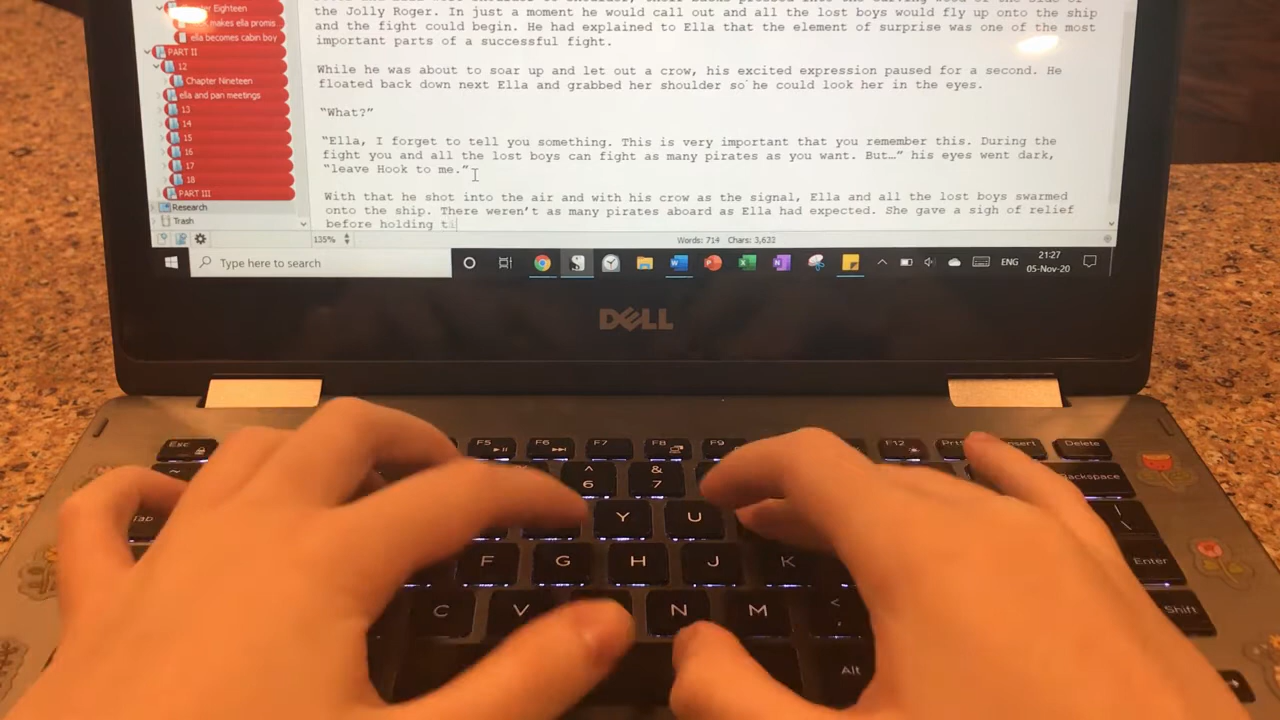 Chapter Eighteen
makes ella promis...
ella becomes cabin boy
PART II
12
Chapter Nineteen
ella and pan meetings
13
14
15
16
17
18
PART III
Research
Trash
the Jolly Roger. In just a moment he would call out and all the lost boys would fly up onto the ship
and the fight could begin. He had explained to Ella that the element of surprise was one of the most
important parts of a successful fight.
While he was about to soar up and let out a crow, his excited expression paused for a second. He
floated back down next Ella and grabbed her shoulder so he could look her in the eyes.
“What?”
“Ella, I forget to tell you something. This is very important that you remember this. During the
fight you and all the lost boys can fight as many pirates as you want. But…” his eyes went dark,
“leave Hook to me.”
With that he shot into the air and with his crow as the signal, Ella and all the lost boys swarmed
onto the ship. There weren’t as many pirates aboard as Ella had expected. She gave a sigh of relief
before holding ti
135%
Words: 714 Chars: 3,632
Type here to search
ENG
21:27
05-Nov-20
DELL
Esc F5 F6 F7 F8 F9 F12 PrtS Insert Delete
~ ^ 6 & 7 Backspace
Tab Y U \
F G H J K Enter
C V N M < , Shift
Alt